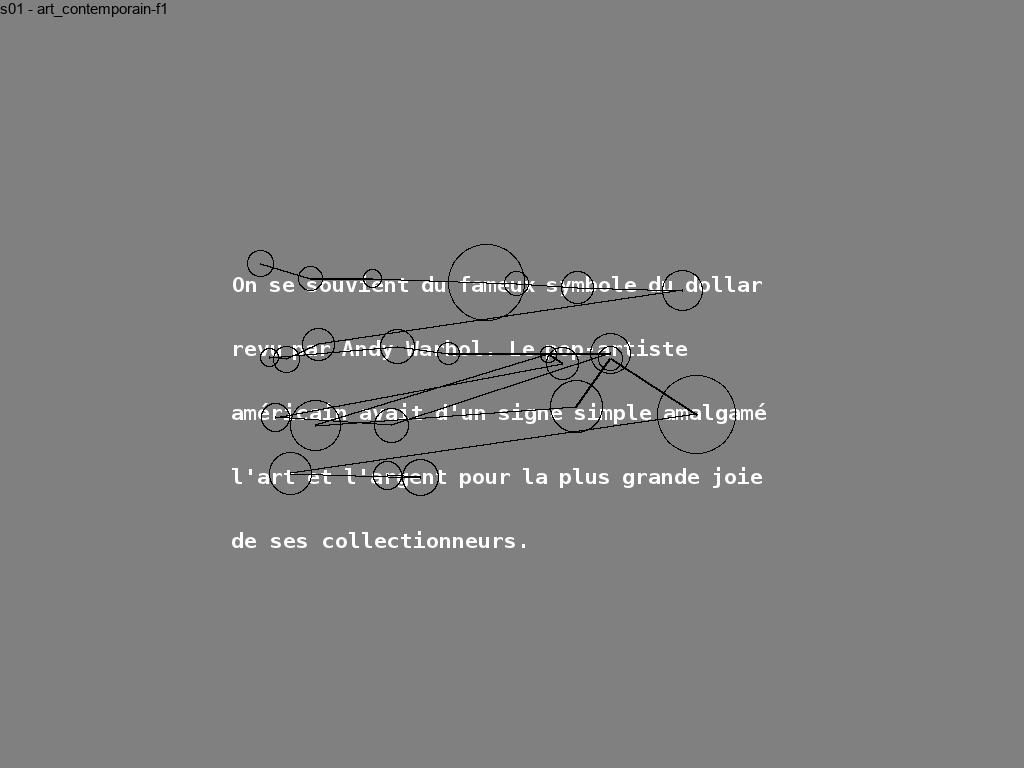 s01 - art_contemporain-f1
On se souvient du fameux symbole du dollar
revu par Andy Warhol. Le pop-artiste
américain avait d'un signe simple amalgamé
l'art et l'argent pour la plus grande joie
de ses collectionneurs.